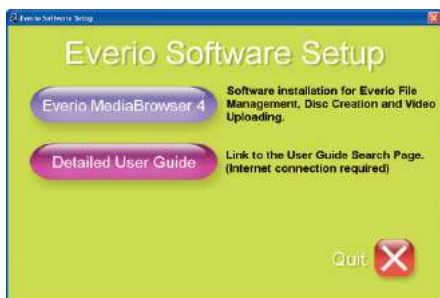 Everio Software Setup
Everio Software Setup
Everio MediaBrowser 4
Software installation for Everio File
Management, Disc Creation and Video
Uploading.
Detailed User Guide
Link to the User Guide Search Page.
(Internet connection required)
Quit